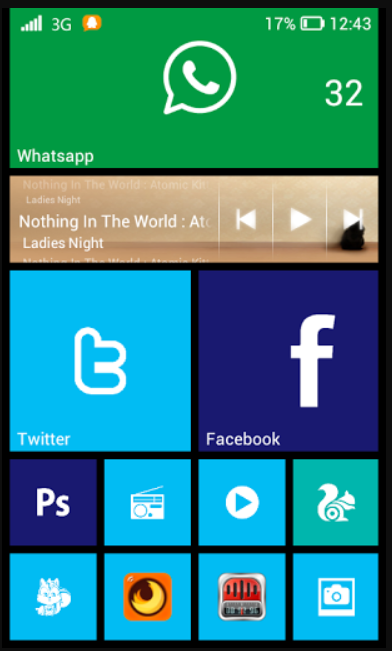 3G 17% 12:43
32
Whatsapp
Nothing In The World : Atomic Kit
Ladies Night
Nothing In The World : Ato
Ladies Night
Nothing In The World : Atomic Kitt
Twitter
Facebook
Ps